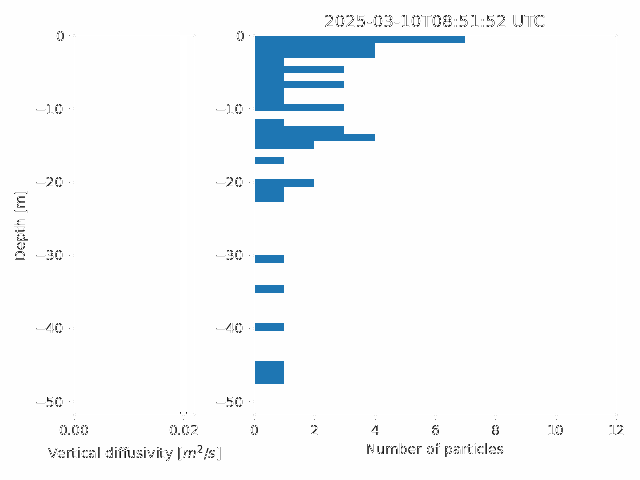 2025-03-10T08:51:52 UTC
0
−10
−20
−30
−40
−50
Depth [m]
0.00 0.02
Vertical diffusivity [m²/s]
0
−10
−20
−30
−40
−50
0 2 4 6 8 10 12
Number of particles